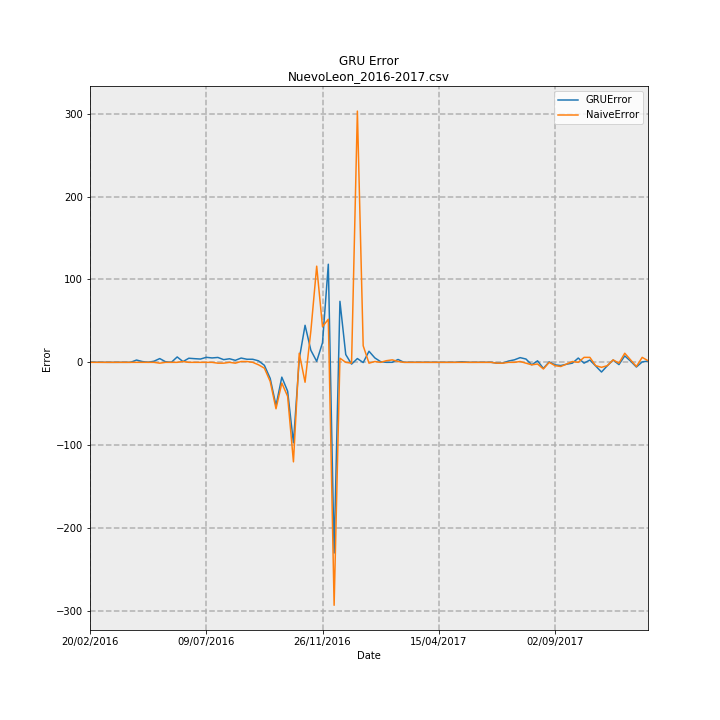 GRU Error
NuevoLeon_2016-2017.csv
GRUError
NaiveError
300
200
100
0
−100
−200
−300
Error
20/02/2016
09/07/2016
26/11/2016
15/04/2017
02/09/2017
Date